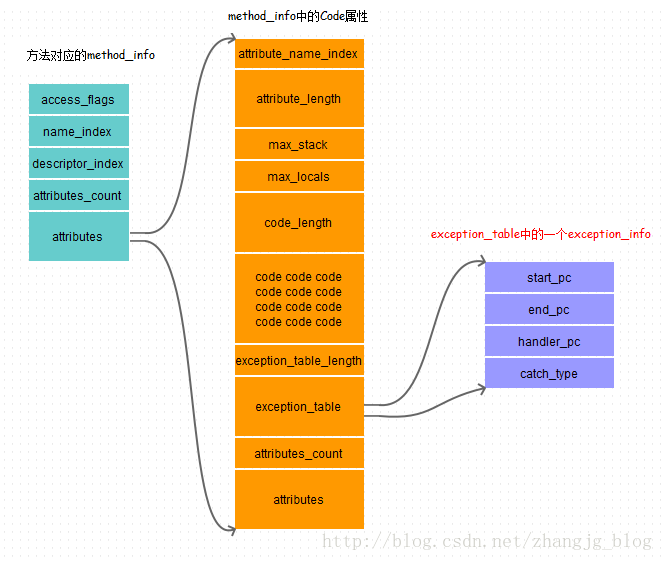 method_info中的Code属性
方法对应的method_info
access_flags
name_index
descriptor_index
attributes_count
attributes
attribute_name_index
attribute_length
max_stack
max_locals
code_length
code code code
code code code
code code code
code code code
exception_table_length
exception_table
attributes_count
attributes
exception_table中的一个exception_info
start_pc
end_pc
handler_pc
catch_type
http://blog.csdn.net/zhangjg_blog